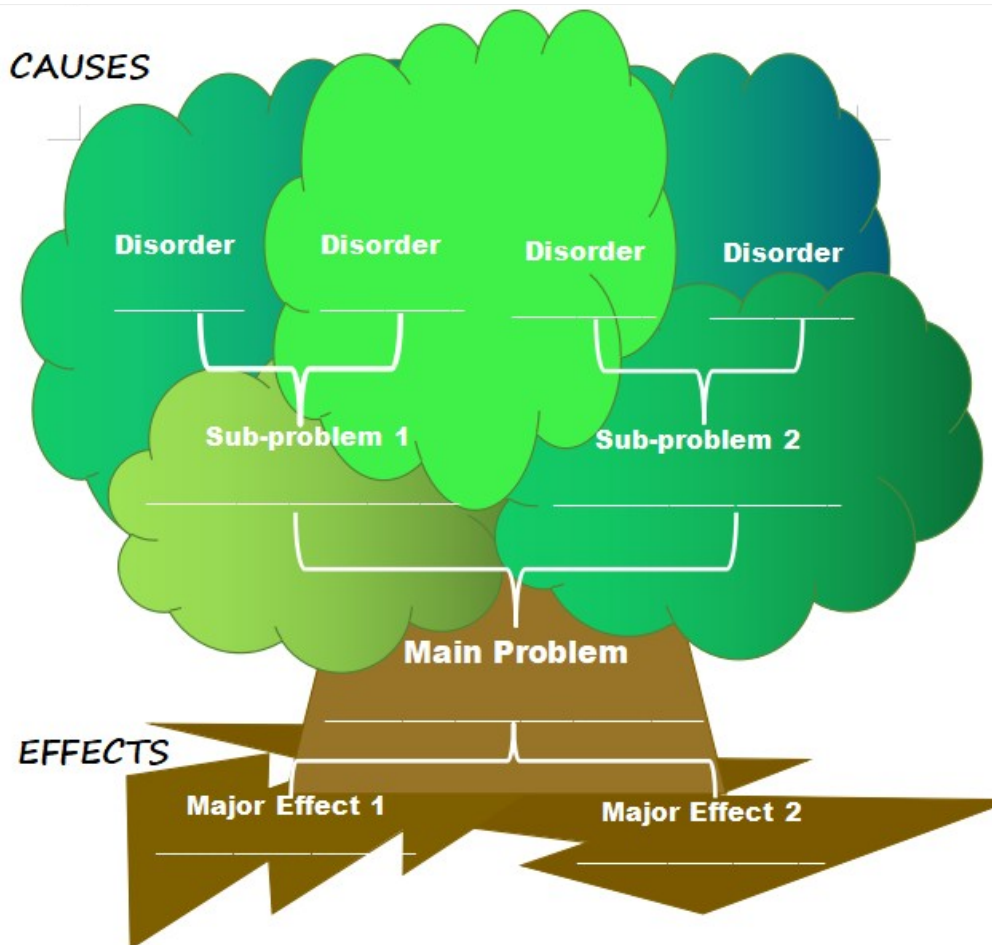 CAUSES
Disorder Disorder Disorder Disorder
Sub-problem 1 Sub-problem 2
Main Problem
EFFECTS
Major Effect 1 Major Effect 2